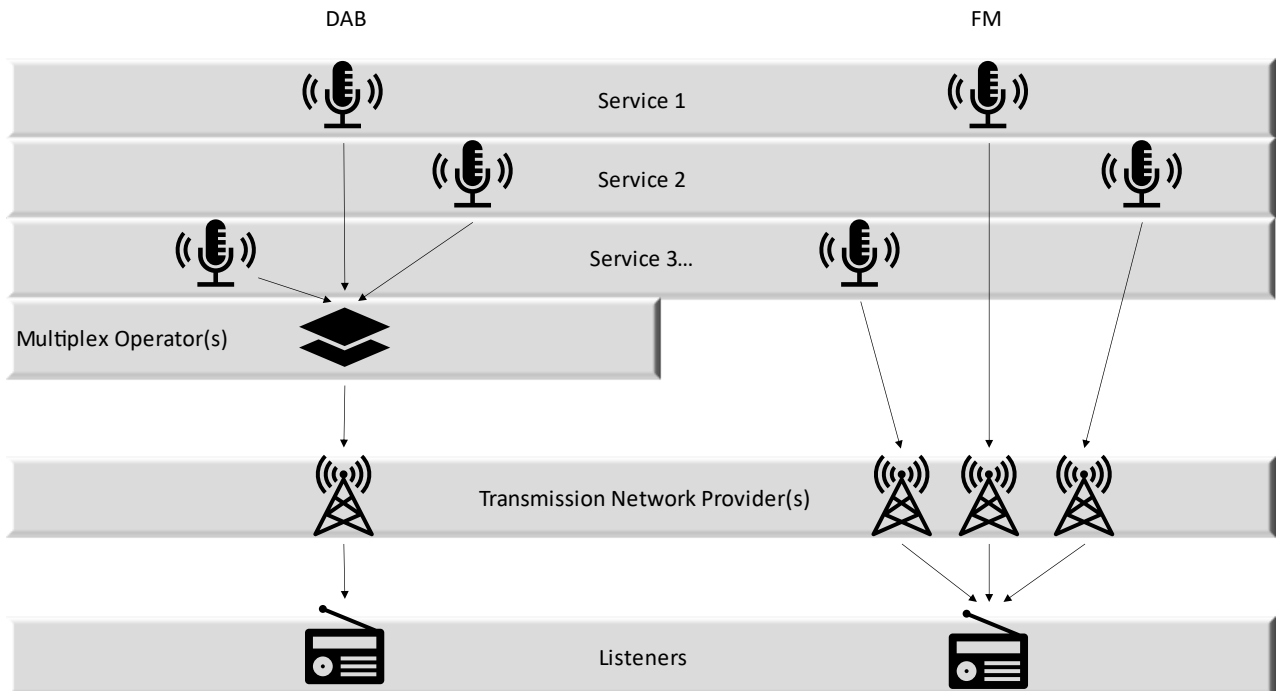 DAB
FM
Service 1
Service 2
Service 3...
Multiplex Operator(s)
Transmission Network Provider(s)
Listeners